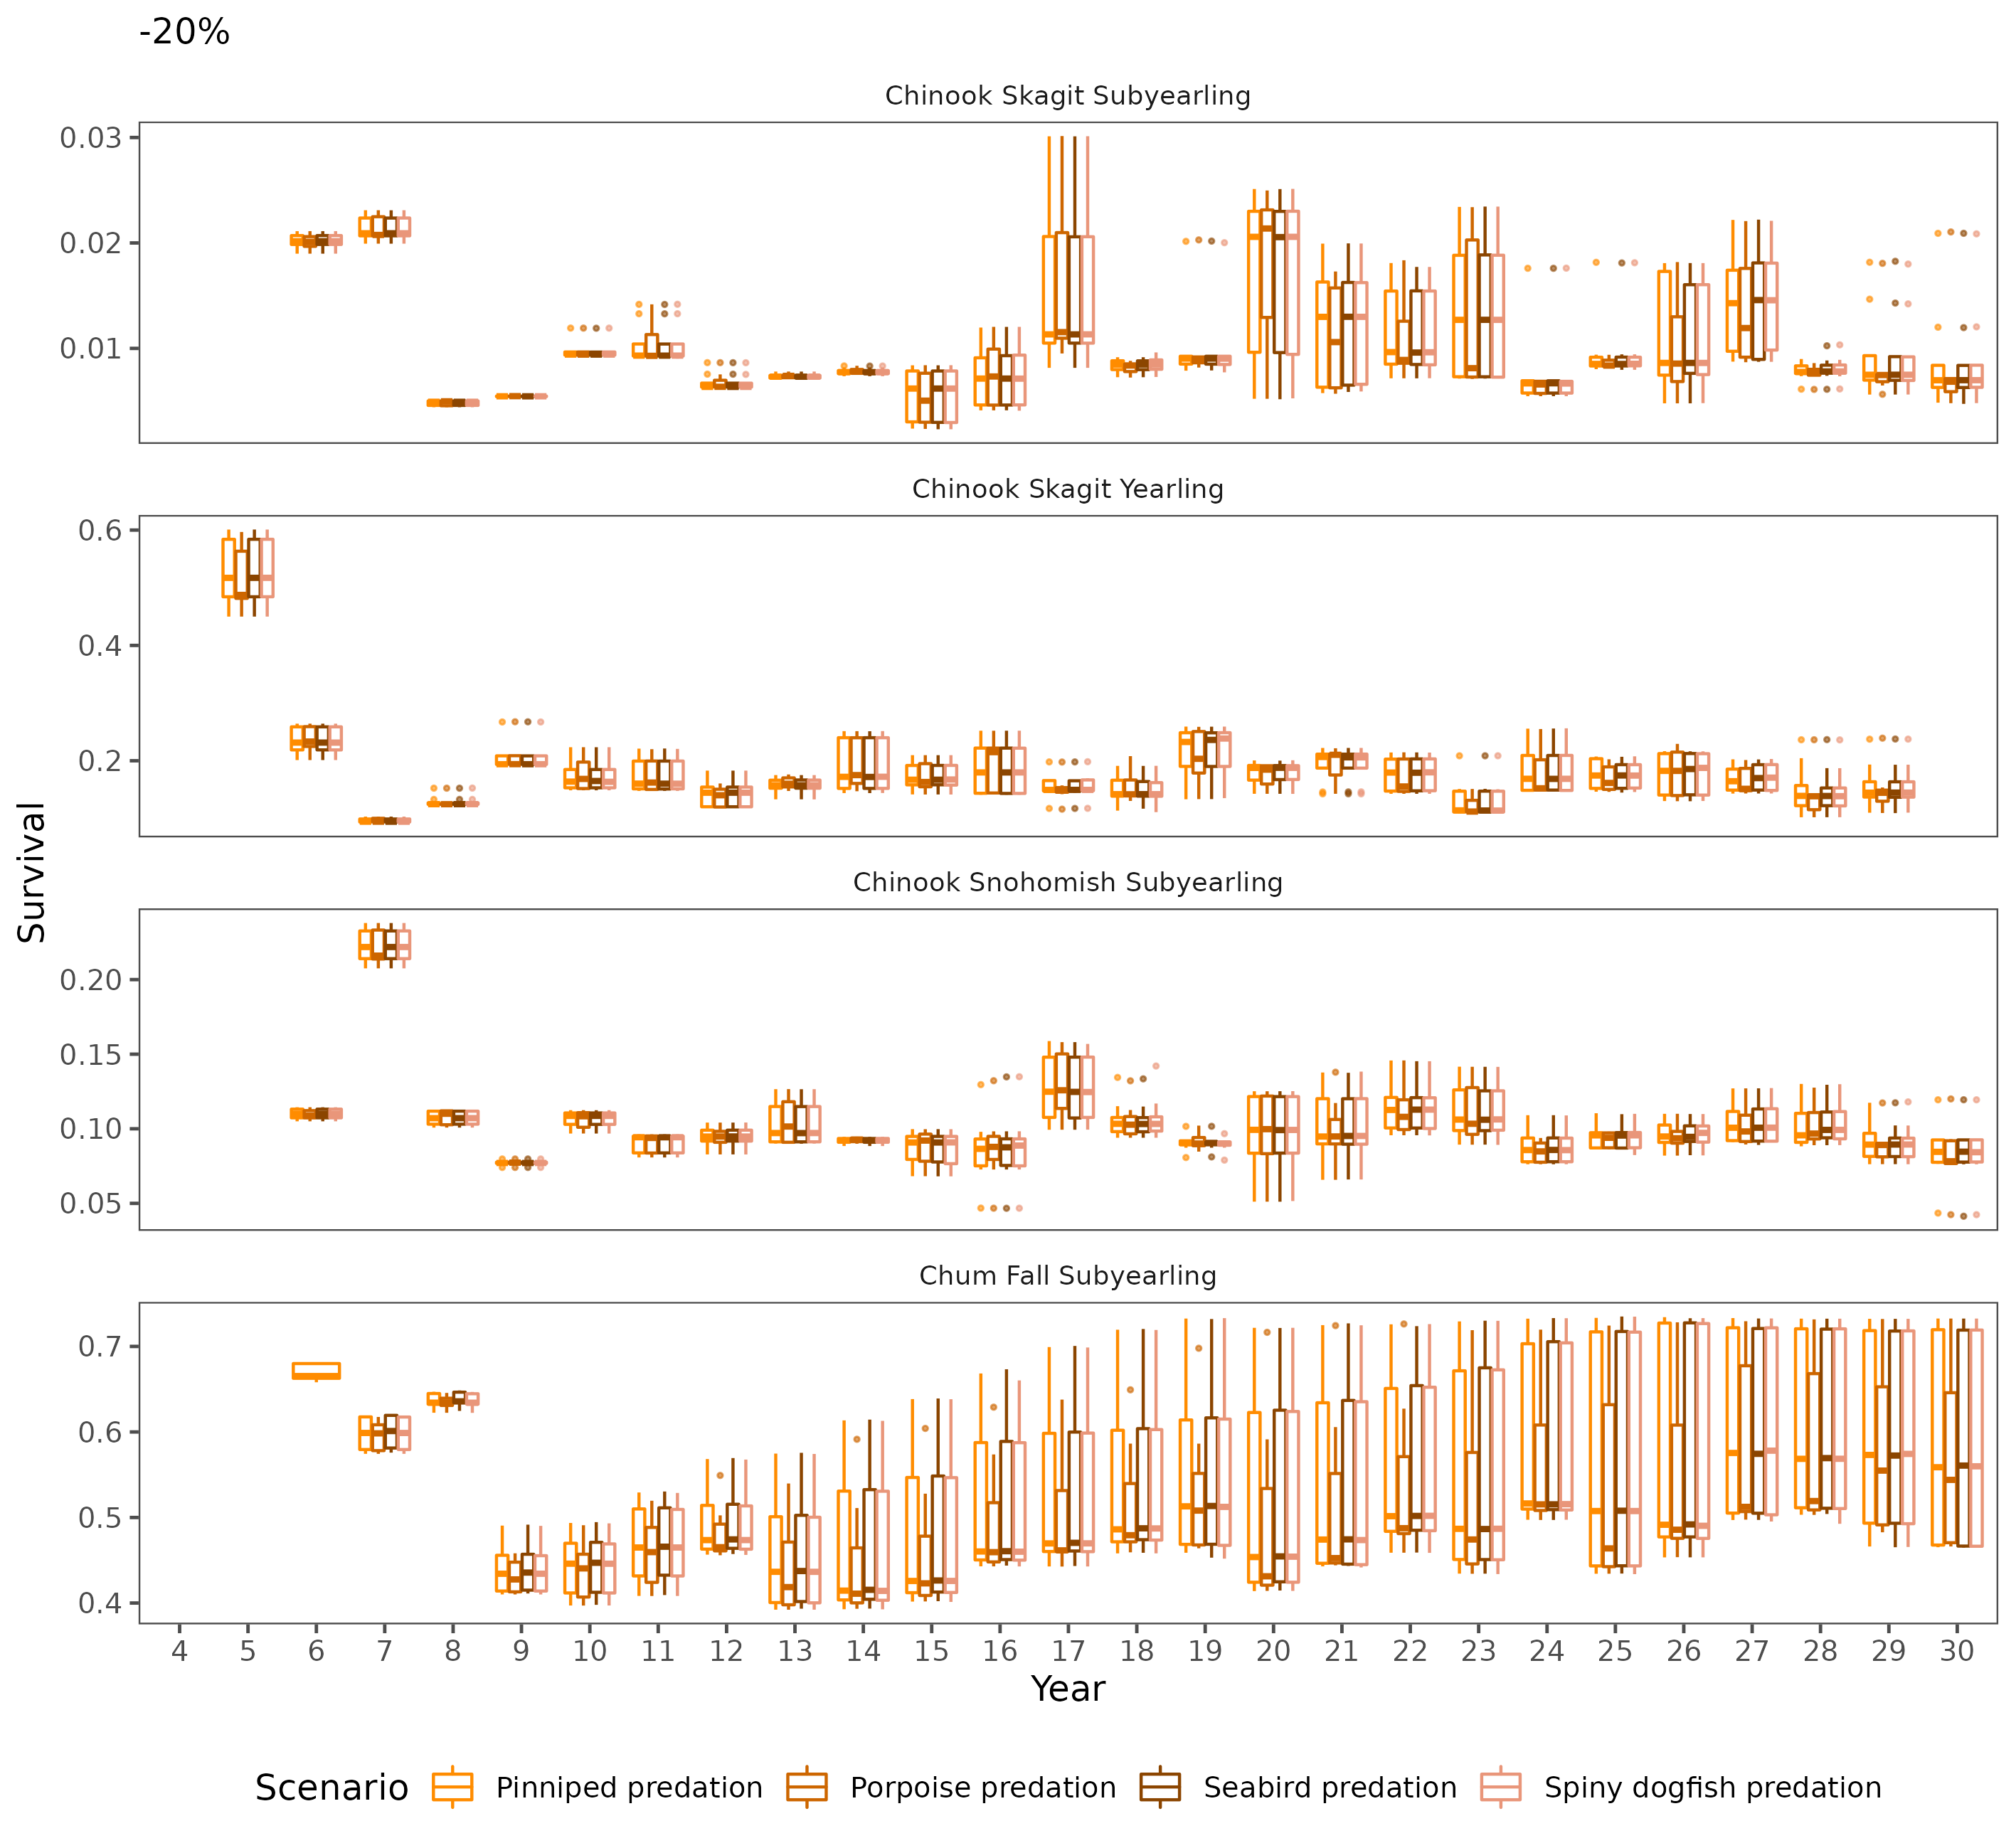 -20%
Chinook Skagit Subyearling
0.03
0.02
0.01
Chinook Skagit Yearling
0.6
0.4
0.2
Chinook Snohomish Subyearling
0.20
0.15
0.10
0.05
Chum Fall Subyearling
0.7
0.6
0.5
0.4
Survival
4 5 6 7 8 9 10 11 12 13 14 15 16 17 18 19 20 21 22 23 24 25 26 27 28 29 30
Year
Scenario Pinniped predation Porpoise predation Seabird predation Spiny dogfish predation